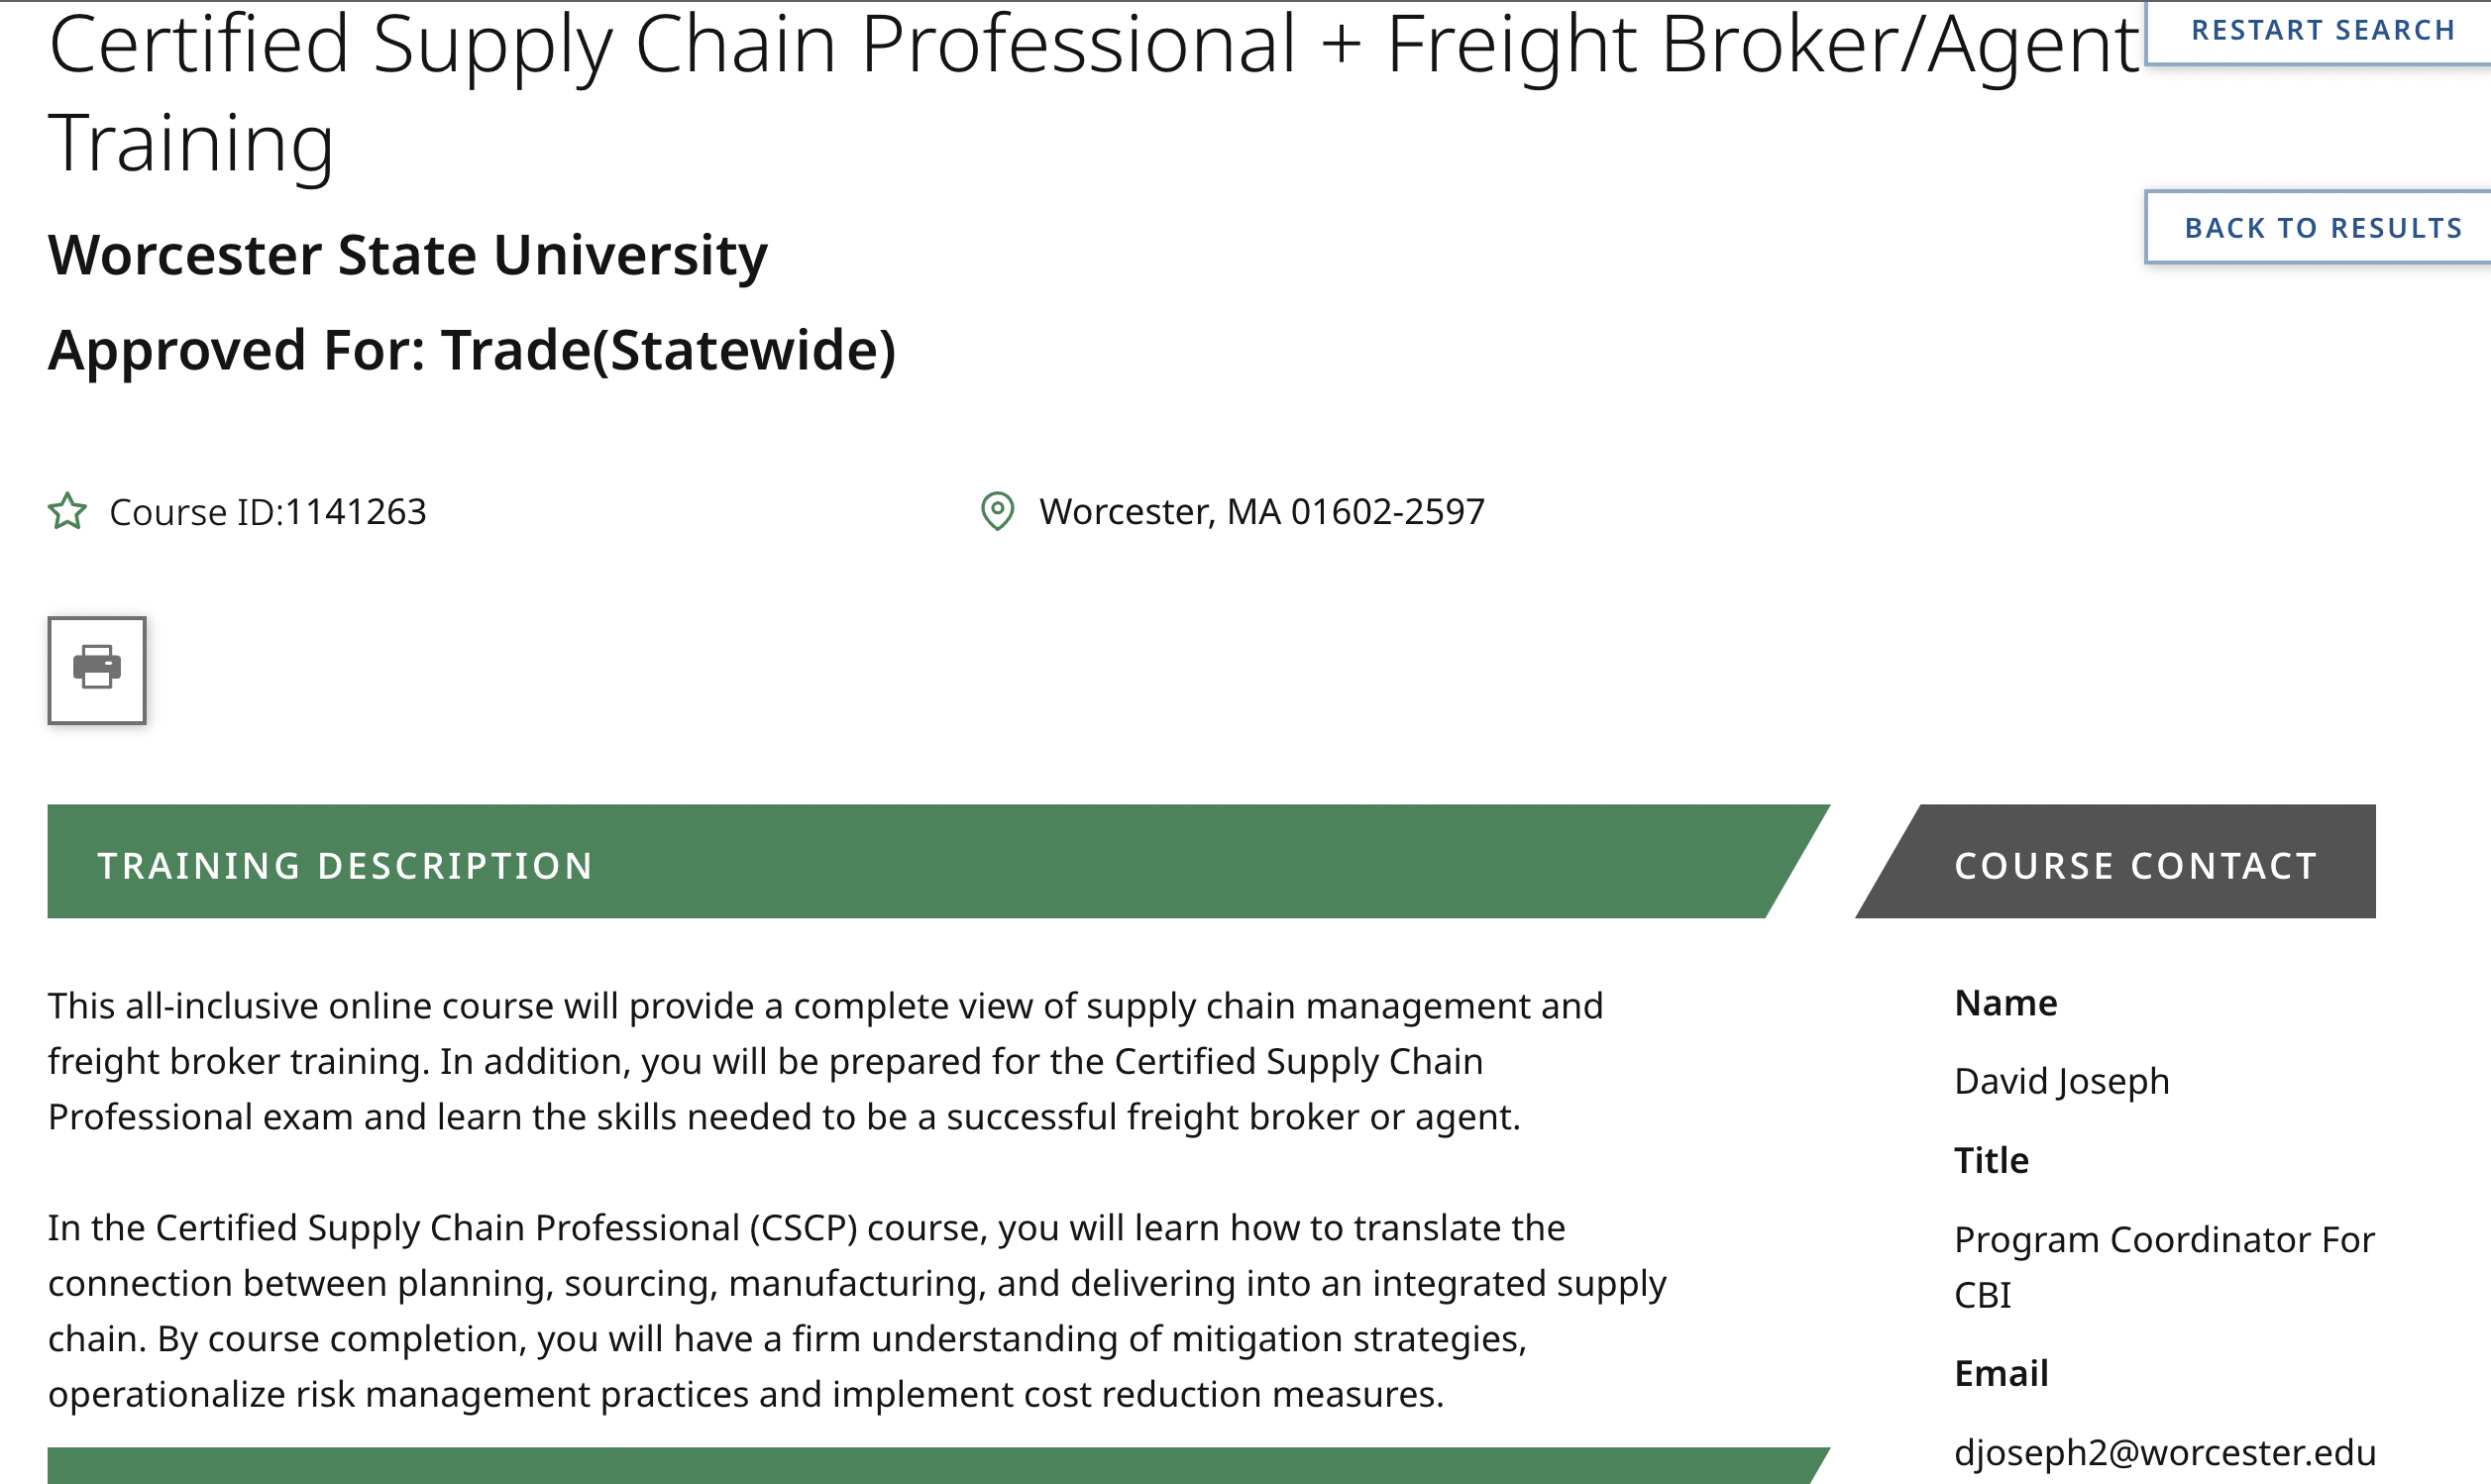 Certified Supply Chain Professional + Freight Broker/Agent
Training
RESTART SEARCH
BACK TO RESULTS
Worcester State University
Approved For: Trade(Statewide)
Course ID:1141263
Worcester, MA 01602-2597
TRAINING DESCRIPTION
This all-inclusive online course will provide a complete view of supply chain management and
freight broker training. In addition, you will be prepared for the Certified Supply Chain
Professional exam and learn the skills needed to be a successful freight broker or agent.
In the Certified Supply Chain Professional (CSCP) course, you will learn how to translate the
connection between planning, sourcing, manufacturing, and delivering into an integrated supply
chain. By course completion, you will have a firm understanding of mitigation strategies,
operationalize risk management practices and implement cost reduction measures.
COURSE CONTACT
Name
David Joseph
Title
Program Coordinator For
CBI
Email
djoseph2@worcester.edu